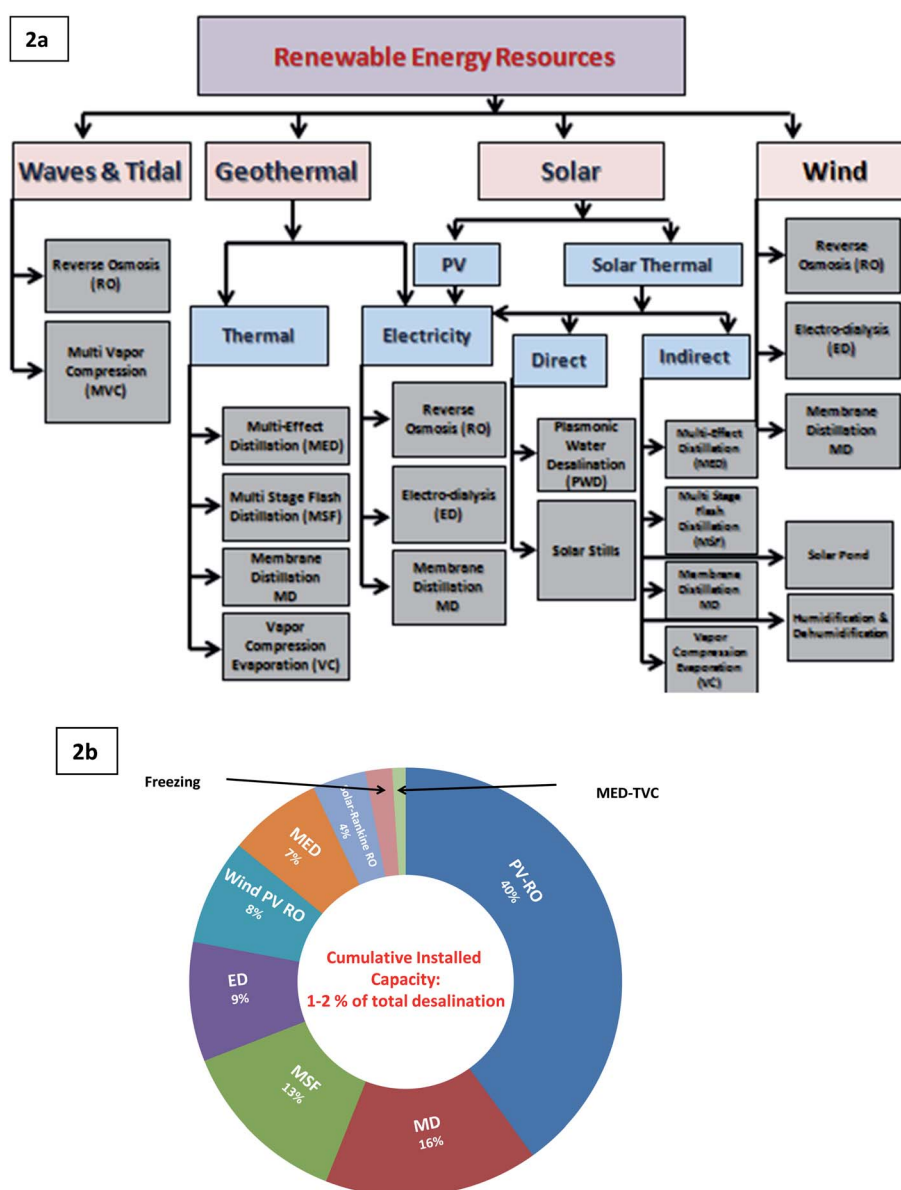 2a
Renewable Energy Resources
Waves & Tidal
Geothermal
Solar
Wind
PV
Solar Thermal
Reverse Osmosis
(RO)
Multi Vapor
Compression
(MVC)
Thermal
Electricity
Direct
Indirect
Reverse
Osmosis (RO)
Electro-dialysis
(ED)
Membrane
Distillation
MD
Multi-Effect
Distillation (MED)
Multi Stage Flash
Distillation (MSF)
Membrane
Distillation
MD
Vapor
Compression
Evaporation (VC)
Reverse
Osmosis (RO)
Electro-dialysis
(ED)
Membrane
Distillation
MD
Plasmonic
Water
Desalination
(PWD)
Solar Stills
Multi-Effect
Distillation
(MED)
Multi Stage
Flash
Distillation
(MSF)
Membrane
Distillation
MD
Vapor
Compression
Evaporation
(VC)
Solar Pond
Humidification &
Dehumidification
2b
Freezing
MED-TVC
Solar-Rankine RO
4%
MED
7%
Wind PV RO
8%
ED
9%
MSF
13%
MD
16%
PV-RO
40%
Cumulative Installed
Capacity:
1-2 % of total desalination